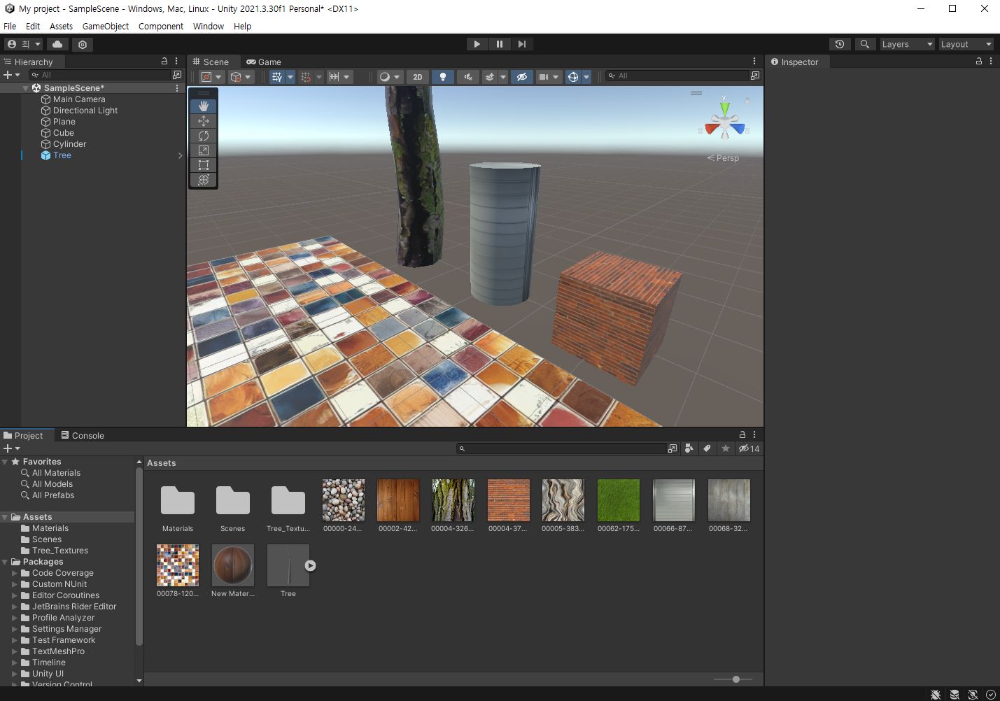 My project - SampleScene - Windows, Mac, Linux - Unity 2021.3.30f1 Personal* <DX11>
File Edit Assets GameObject Component Window Help
최 Layers Layout
Hierarchy
All
SampleScene*
Main Camera
Directional Light
Plane
Cube
Cylinder
Tree
Scene Game
2D All
y
x z
Persp
Inspector
Project Console
14
Favorites
All Materials
All Models
All Prefabs
Assets
Materials
Scenes
Tree_Textures
Packages
Code Coverage
Custom NUnit
Editor Coroutines
JetBrains Rider Editor
Profile Analyzer
Settings Manager
Test Framework
TextMeshPro
Timeline
Unity UI
Version Control
Assets
Materials Scenes Tree_Textu... 00000-24... 00002-42... 00004-326... 00004-37... 00005-383... 00062-175... 00066-87... 00068-32...
00078-120... New Mater... Tree